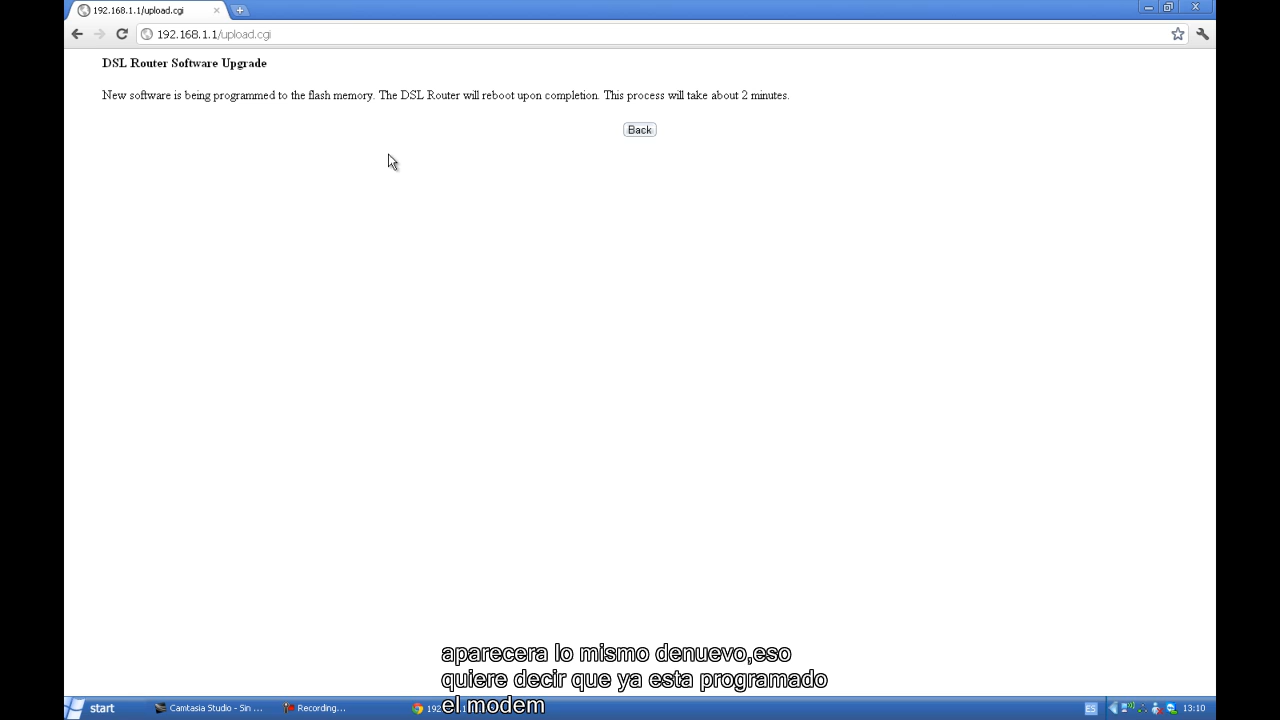 192.168.1.1/upload.cgi
192.168.1.1/upload.cgi
DSL Router Software Upgrade
New software is being programmed to the flash memory. The DSL Router will reboot upon completion. This process will take about 2 minutes.
Back
aparecera lo mismo denuevo,eso
quiere decir que ya esta programado
el modem
start
Camtasia Studio - Sin ...
Recording...
192
ES
13:10